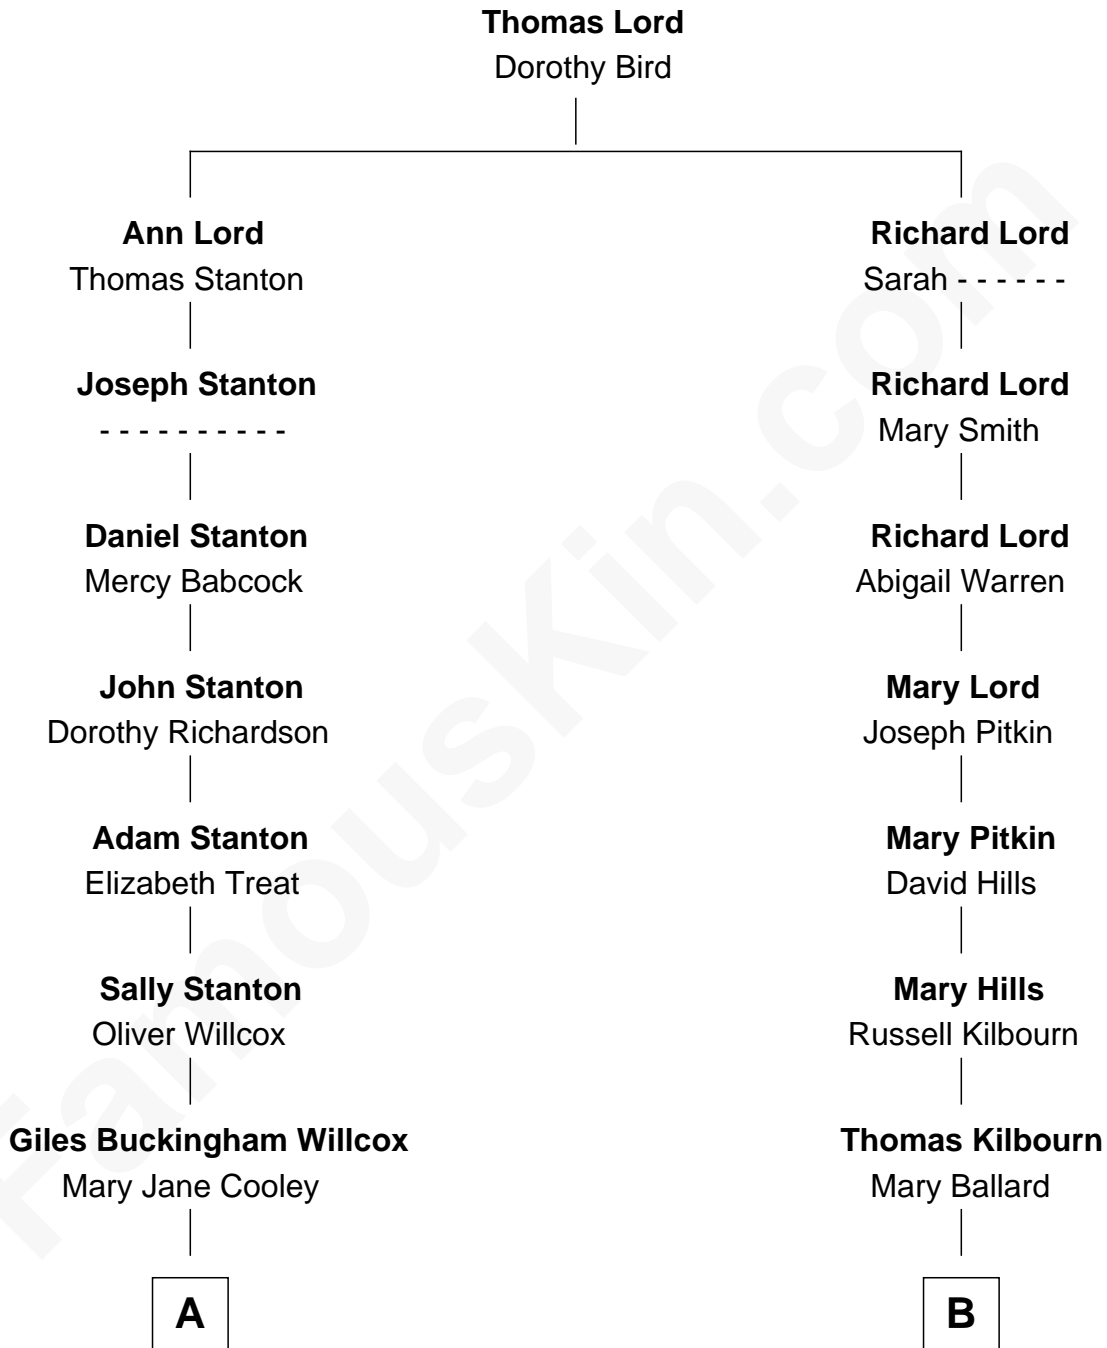 Thomas Lord
Dorothy Bird
Ann Lord
Thomas Stanton
Joseph Stanton
- - - - - - - - - -
Daniel Stanton
Mercy Babcock
John Stanton
Dorothy Richardson
Adam Stanton
Elizabeth Treat
Sally Stanton
Oliver Willcox
Giles Buckingham Willcox
Mary Jane Cooley
A
Richard Lord
Sarah - - - - - -
Richard Lord
Mary Smith
Richard Lord
Abigail Warren
Mary Lord
Joseph Pitkin
Mary Pitkin
David Hills
Mary Hills
Russell Kilbourn
Thomas Kilbourn
Mary Ballard
B
FamousKin.com